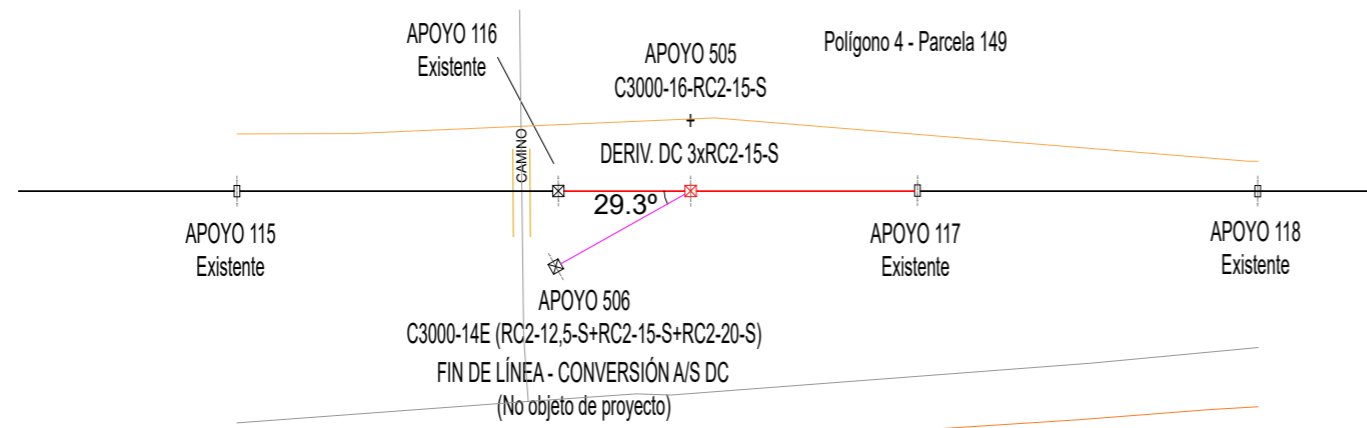 APOYO 116
Existente
APOYO 505
C3000-16-RC2-15-S
Polígono 4 - Parcela 149
DERIV. DC 3xRC2-15-S
CAMINO
29.3º
APOYO 115
Existente
APOYO 117
Existente
APOYO 118
Existente
APOYO 506
C3000-14E (RC2-12,5-S+RC2-15-S+RC2-20-S)
FIN DE LÍNEA - CONVERSIÓN A/S DC
(No objeto de proyecto)